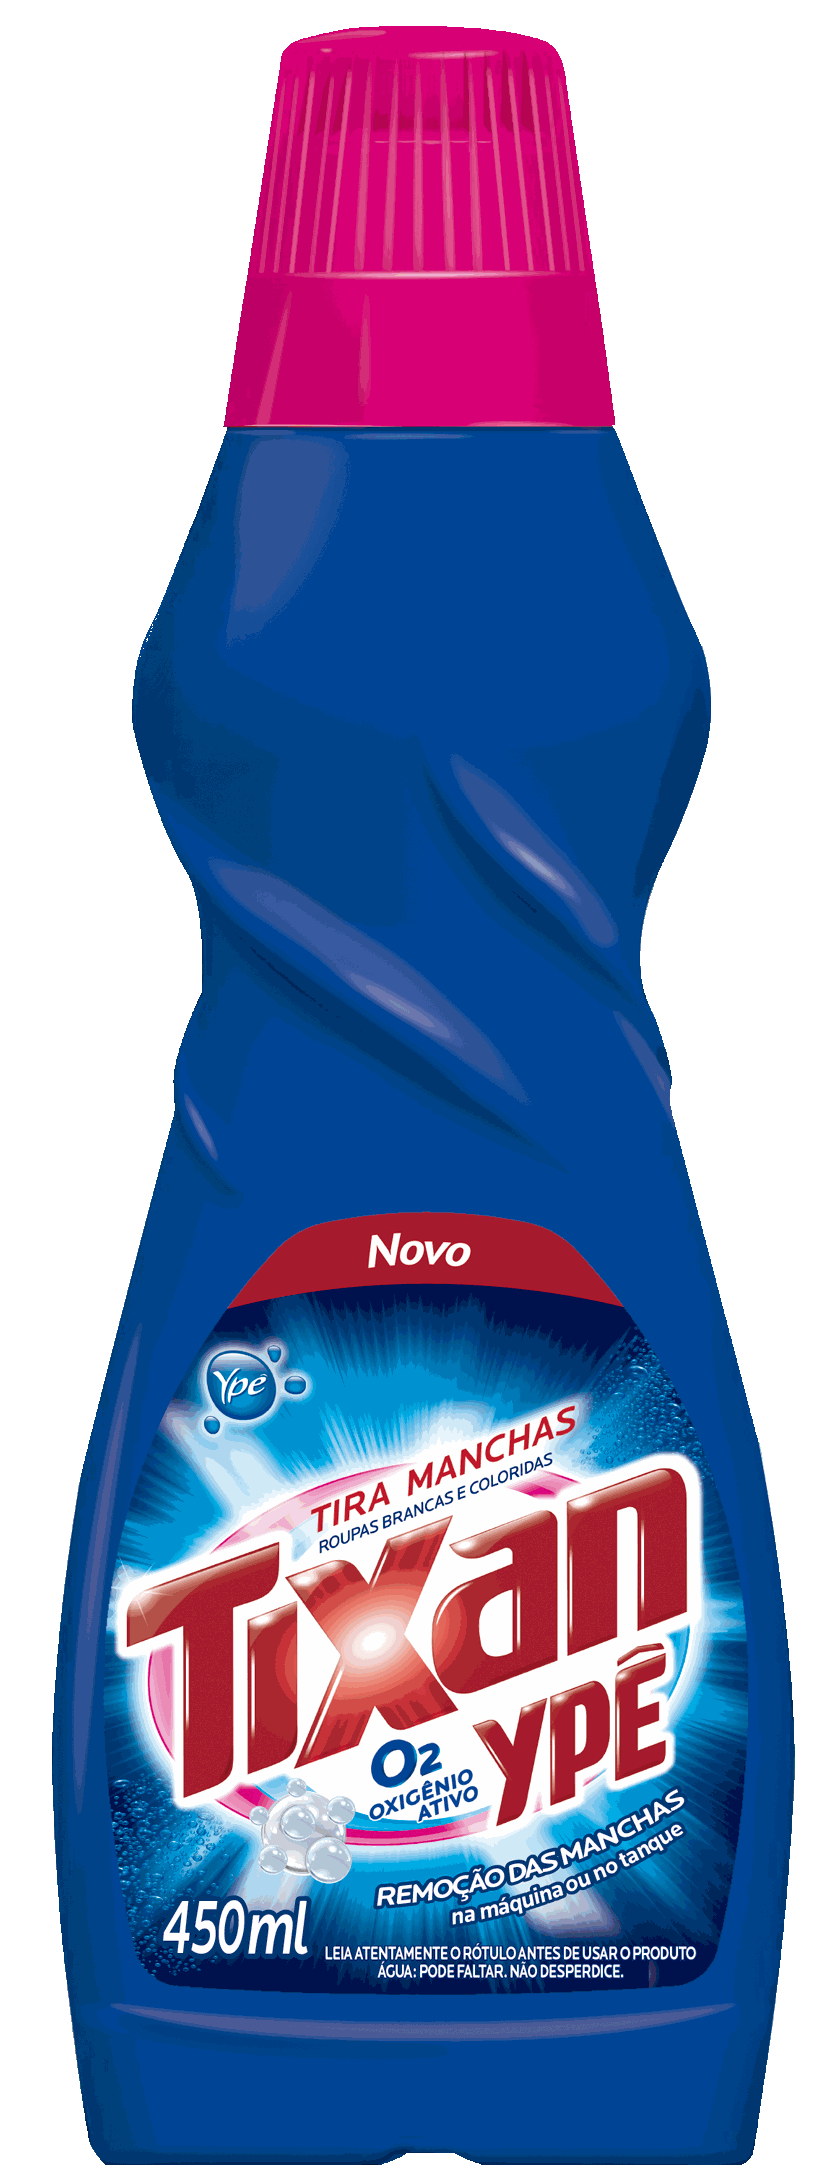 Novo
Ypê
TIRA MANCHAS
ROUPAS BRANCAS E COLORIDAS
Tixan
YPÊ
O2
OXIGÊNIO
ATIVO
REMOÇÃO DAS MANCHAS
na máquina ou no tanque
450ml
LEIA ATENTAMENTE O RÓTULO ANTES DE USAR O PRODUTO
ÁGUA: PODE FALTAR. NÃO DESPERDICE.